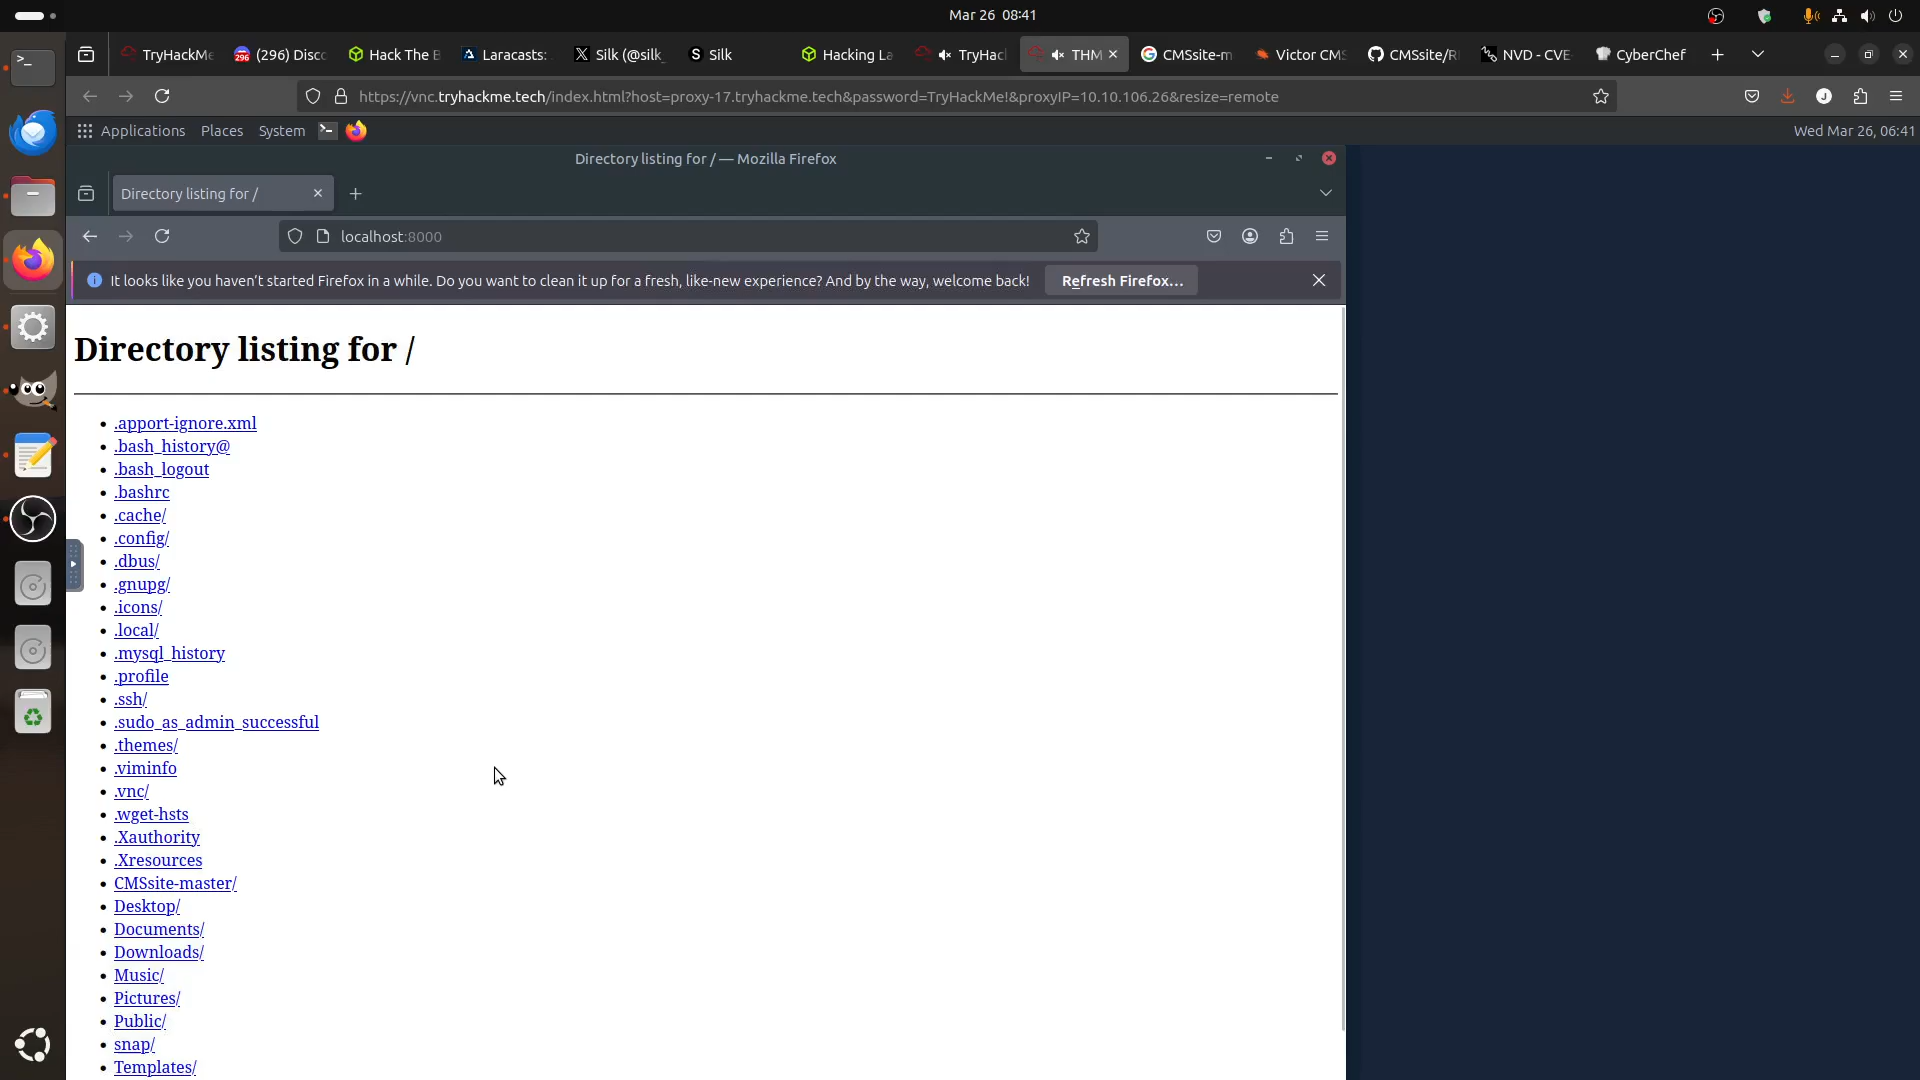 Mar 26 08:41
TryHackMe
(296) Disco
Hack The B
Laracasts:
Silk (@silk_
Silk
Hacking La
TryHac
THM
CMSsite-m
Victor CMS
CMSsite/R
NVD - CVE
CyberChef
https://vnc.tryhackme.tech/index.html?host=proxy-17.tryhackme.tech&password=TryHackMe!&proxyIP=10.10.106.26&resize=remote
Applications Places System
Wed Mar 26, 06:41
Directory listing for / — Mozilla Firefox
Directory listing for /
localhost:8000
It looks like you haven’t started Firefox in a while. Do you want to clean it up for a fresh, like-new experience? And by the way, welcome back!
Refresh Firefox…
Directory listing for /
.apport-ignore.xml
.bash_history@
.bash_logout
.bashrc
.cache/
.config/
.dbus/
.gnupg/
.icons/
.local/
.mysql_history
.profile
.ssh/
.sudo_as_admin_successful
.themes/
.viminfo
.vnc/
.wget-hsts
.Xauthority
.Xresources
CMSsite-master/
Desktop/
Documents/
Downloads/
Music/
Pictures/
Public/
snap/
Templates/